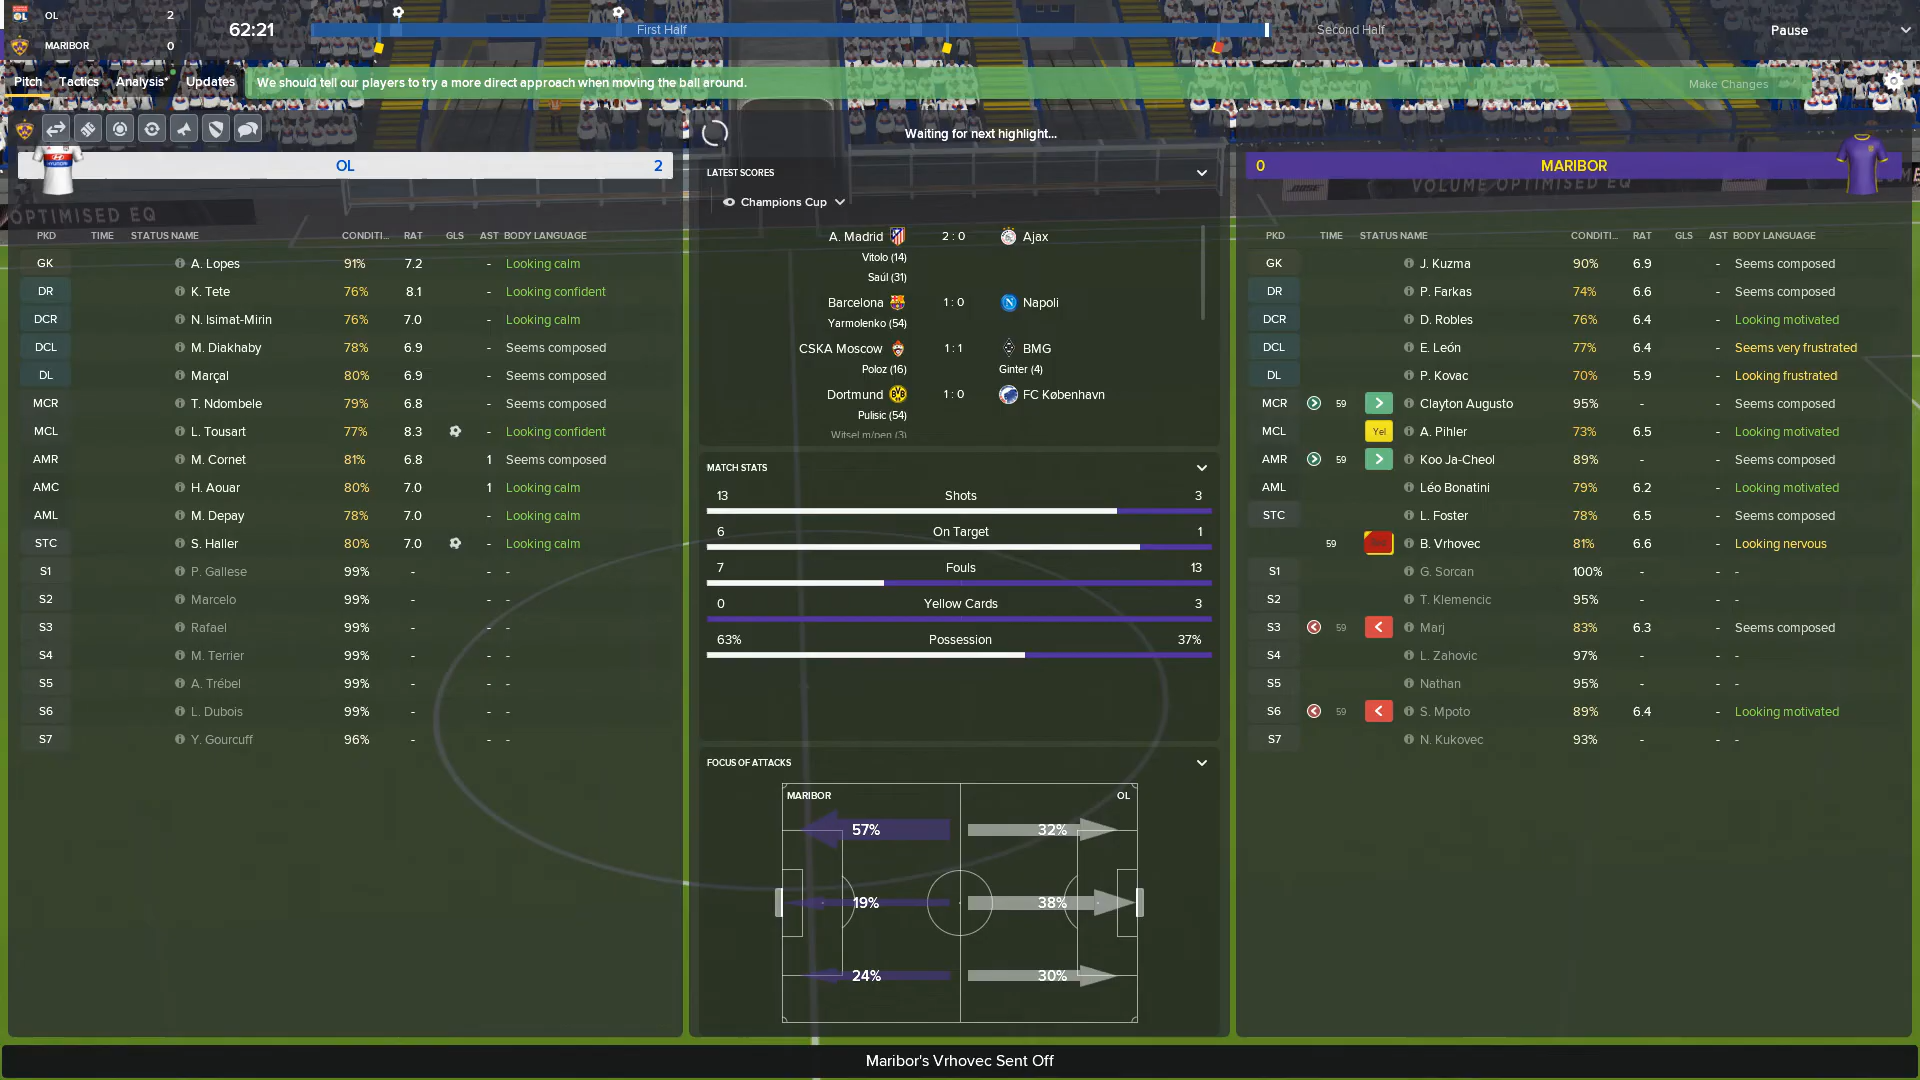 OL 2
MARIBOR 0
62:21
First Half
Second Half
Pause
Pitch Tactics Analysis* Updates
We should tell our players to try a more direct approach when moving the ball around.
Make Changes
Waiting for next highlight...
OL 2
0 MARIBOR
OPTIMISED EQ
VOLUME OPTIMISED EQ
PKD TIME STATUS NAME CONDITI... RAT GLS AST BODY LANGUAGE
GK A. Lopes 91% 7.2 - Looking calm
DR K. Tete 76% 8.1 - Looking confident
DCR N. Isimat-Mirin 76% 7.0 - Looking calm
DCL M. Diakhaby 78% 6.9 - Seems composed
DL Marçal 80% 6.9 - Seems composed
MCR T. Ndombele 79% 6.8 - Seems composed
MCL L. Tousart 77% 8.3 - Looking confident
AMR M. Cornet 81% 6.8 1 Seems composed
AMC H. Aouar 80% 7.0 1 Looking calm
AML M. Depay 78% 7.0 - Looking calm
STC S. Haller 80% 7.0 - Looking calm
S1 P. Gallese 99% - - -
S2 Marcelo 99% - - -
S3 Rafael 99% - - -
S4 M. Terrier 99% - - -
S5 A. Trébel 99% - - -
S6 L. Dubois 99% - - -
S7 Y. Gourcuff 96% - - -
LATEST SCORES
Champions Cup
A. Madrid 2 : 0 Ajax
Vitolo (14)
Saúl (31)
Barcelona 1 : 0 Napoli
Yarmolenko (54)
CSKA Moscow 1 : 1 BMG
Poloz (16) Ginter (4)
Dortmund 1 : 0 FC København
Pulisic (54)
Witsel m/pen (3)
MATCH STATS
13 Shots 3
6 On Target 1
7 Fouls 13
0 Yellow Cards 3
63% Possession 37%
FOCUS OF ATTACKS
MARIBOR OL
57% 32%
19% 38%
24% 30%
PKD TIME STATUS NAME CONDITI... RAT GLS AST BODY LANGUAGE
GK J. Kuzma 90% 6.9 - Seems composed
DR P. Farkas 74% 6.6 - Seems composed
DCR D. Robles 76% 6.4 - Looking motivated
DCL E. León 77% 6.4 - Seems very frustrated
DL P. Kovac 70% 5.9 - Looking frustrated
MCR 59 Clayton Augusto 95% - - Seems composed
MCL Yel A. Pihler 73% 6.5 - Looking motivated
AMR 59 Koo Ja-Cheol 89% - - Seems composed
AML Léo Bonatini 79% 6.2 - Looking motivated
STC L. Foster 78% 6.5 - Seems composed
59 B. Vrhovec 81% 6.6 - Looking nervous
S1 G. Sorcan 100% - - -
S2 T. Klemencic 95% - - -
S3 59 Marj 83% 6.3 - Seems composed
S4 L. Zahovic 97% - - -
S5 Nathan 95% - - -
S6 59 S. Mpoto 89% 6.4 - Looking motivated
S7 N. Kukovec 93% - - -
Maribor's Vrhovec Sent Off